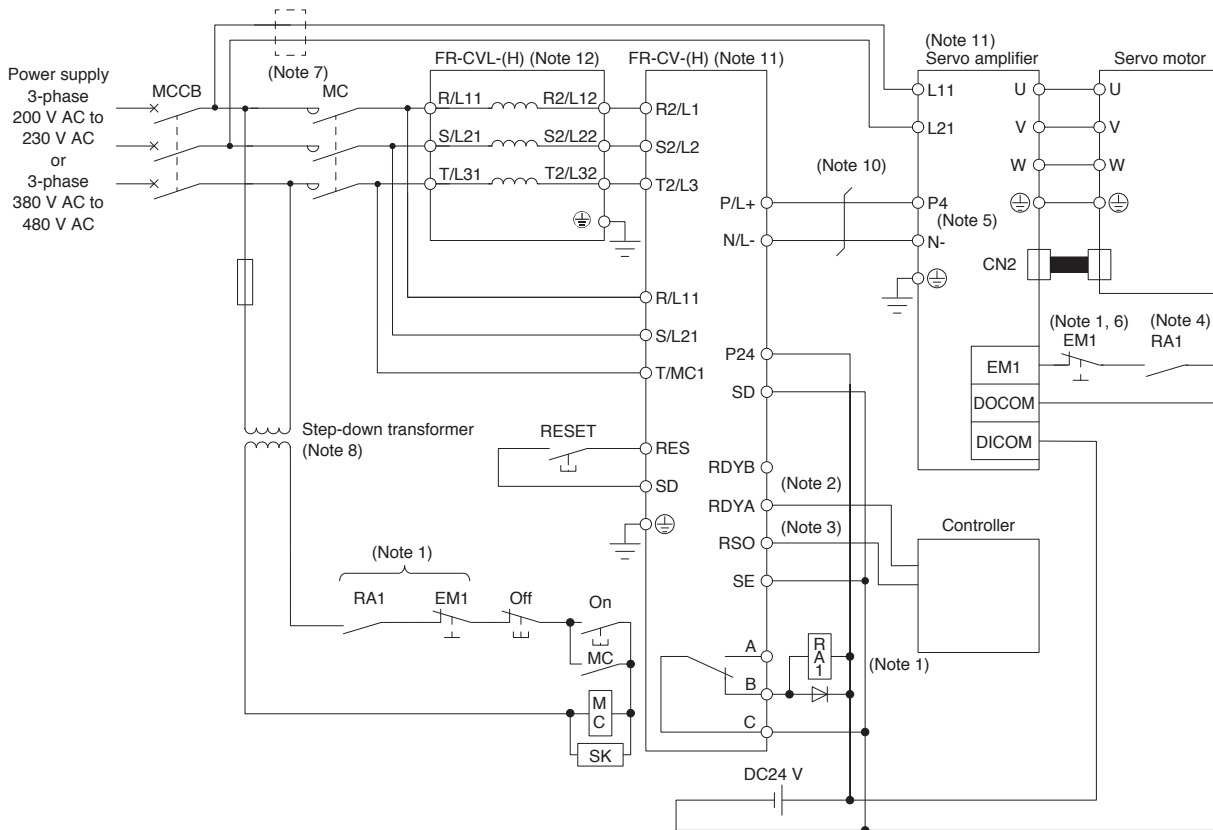 Power supply
3-phase
200 V AC to
230 V AC
or
3-phase
380 V AC to
480 V AC
MCCB
(Note 7)
MC
FR-CVL-(H) (Note 12)
R/L11
R2/L12
S/L21
S2/L22
T/L31
T2/L32
FR-CV-(H) (Note 11)
R2/L1
S2/L2
T2/L3
P/L+
N/L-
R/L11
S/L21
T/MC1
P24
SD
RES
SD
RDYB
RDYA
RSO
SE
A
B
C
(Note 10)
(Note 11)
Servo amplifier
L11
L21
P4
(Note 5)
N-
U
V
W
CN2
EM1
DOCOM
DICOM
Servo motor
U
V
W
(Note 1, 6)
EM1
(Note 4)
RA1
Step-down transformer
(Note 8)
RESET
(Note 2)
(Note 3)
Controller
(Note 1)
RA1
EM1
Off
On
MC
MC
SK
RA1
(Note 1)
DC24 V